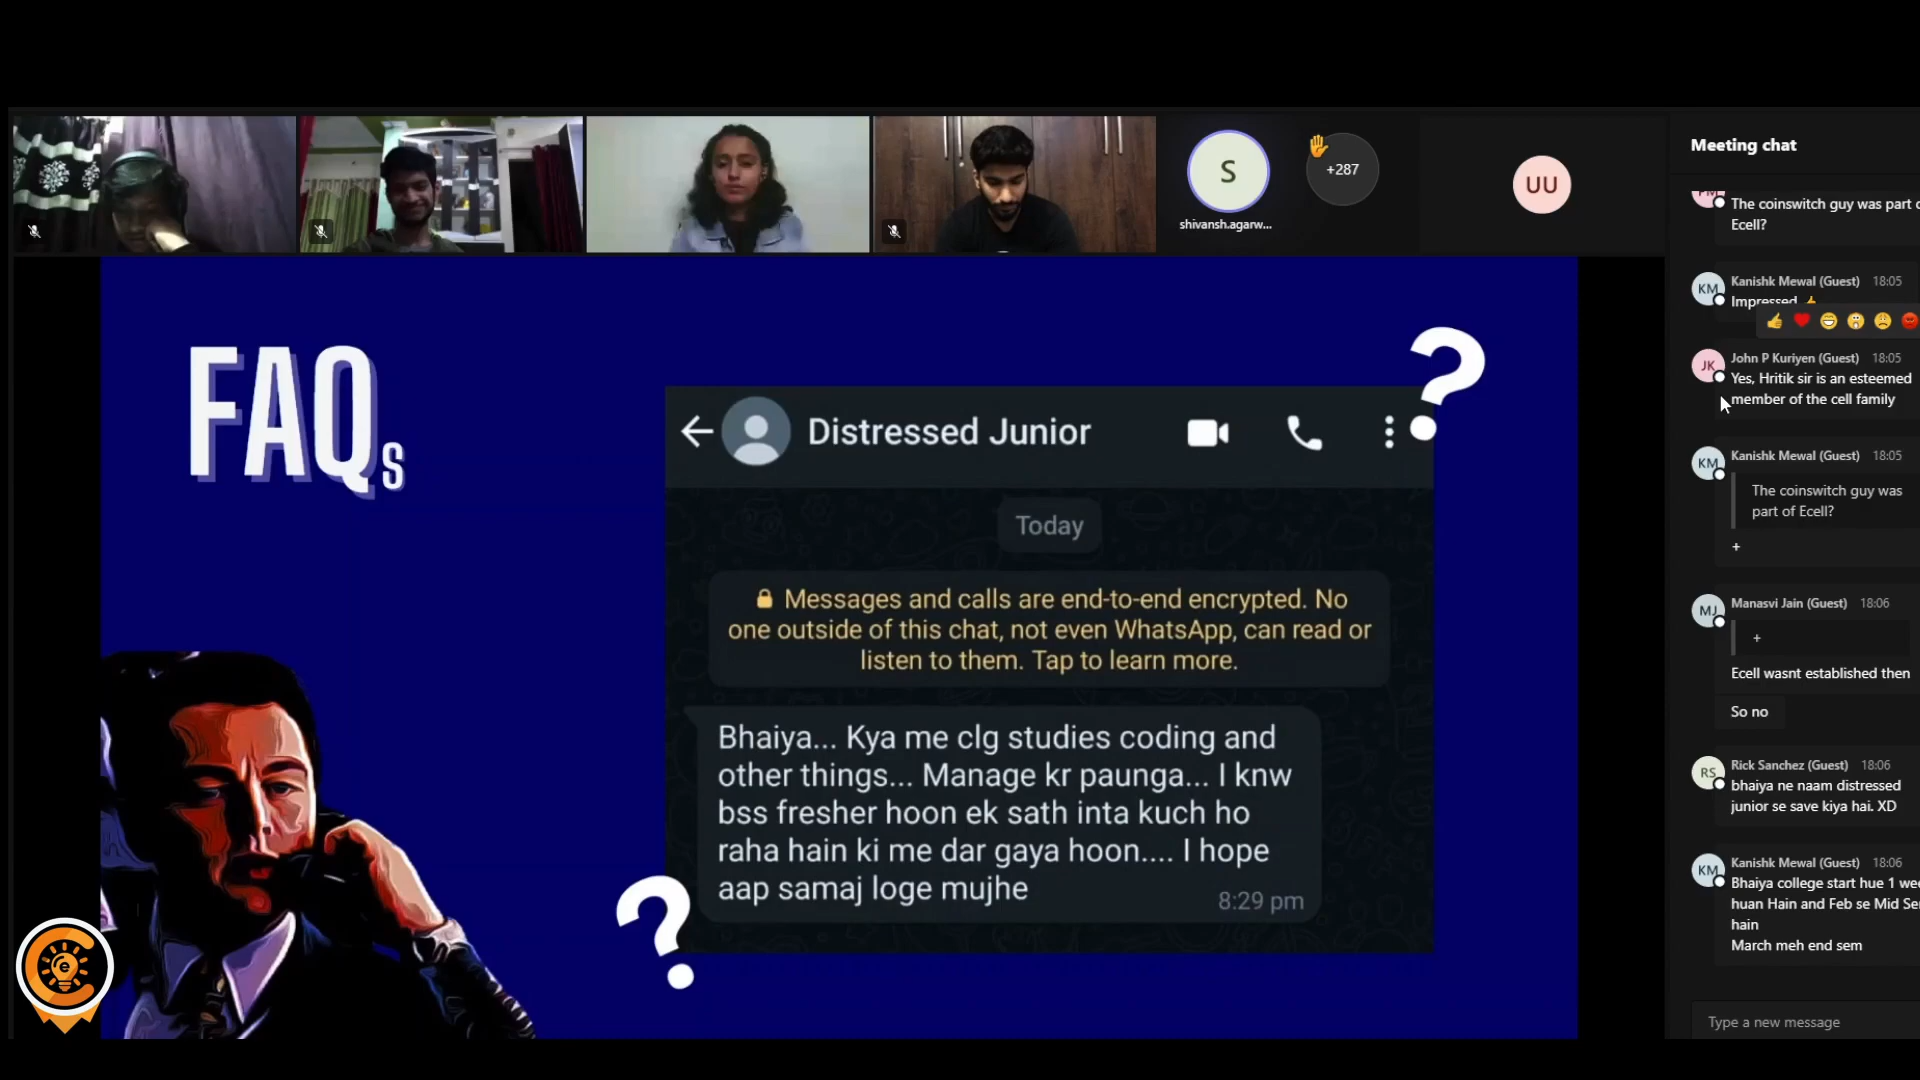 S
shivansh.agarw...
+287
UU
FAQs
Distressed Junior
Today
Messages and calls are end-to-end encrypted. No
one outside of this chat, not even WhatsApp, can read or
listen to them. Tap to learn more.
Bhaiya... Kya me clg studies coding and
other things... Manage kr paunga... I knw
bss fresher hoon ek sath inta kuch ho
raha hain ki me dar gaya hoon.... I hope
aap samaj loge mujhe
8:29 pm
? 
?
e
Meeting chat
The coinswitch guy was part
Ecell?
KM
Kanishk Mewal (Guest) 18:05
Impressed
JK
John P Kuriyen (Guest) 18:05
Yes, Hritik sir is an esteemed
member of the cell family
KM
Kanishk Mewal (Guest) 18:05
The coinswitch guy was
part of Ecell?
+
MJ
Manasvi Jain (Guest) 18:06
+
Ecell wasnt established then
So no
RS
Rick Sanchez (Guest) 18:06
bhaiya ne naam distressed
junior se save kiya hai. XD
KM
Kanishk Mewal (Guest) 18:06
Bhaiya college start hue 1
huan Hain and Feb se Mid
hain
March meh end sem
Type a new message